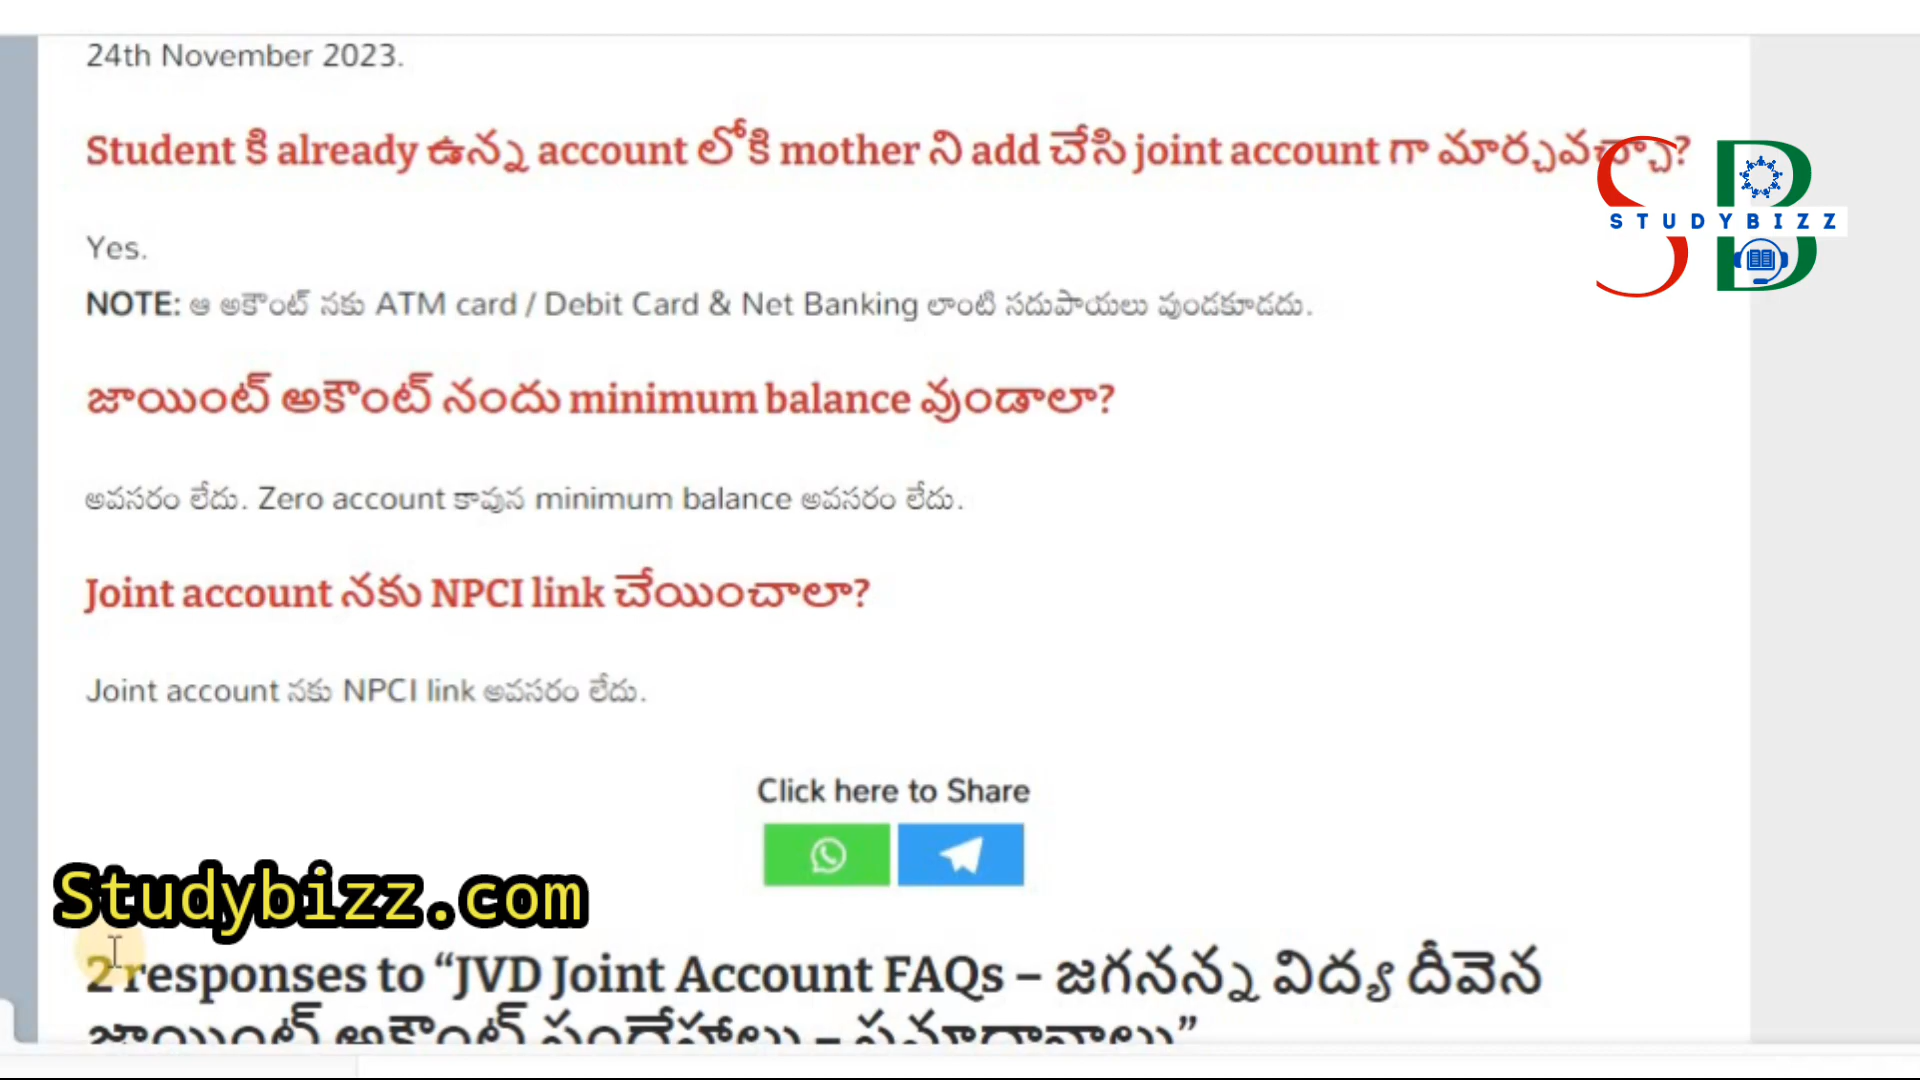 24th November 2023.
Student కి already ఉన్న account లోకి mother ని add చేసి joint account గా మార్చవచ్చా?
STUDYBIZZ
Yes.
NOTE: ఆ అకౌంట్ నకు ATM card / Debit Card & Net Banking లాంటి సదుపాయలు వుండకూడదు.
జాయింట్ అకౌంట్ నందు minimum balance వుండాలా?
అవసరం లేదు. Zero account కావున minimum balance అవసరం లేదు.
Joint account నకు NPCI link చేయించాలా?
Joint account నకు NPCI link అవసరం లేదు.
Click here to Share
Studybizz.com
2 responses to “JVD Joint Account FAQs – జగనన్న విద్య దీవెన
జాయింట్ అకౌంట్ సందేహాలు – సమాధానాలు”